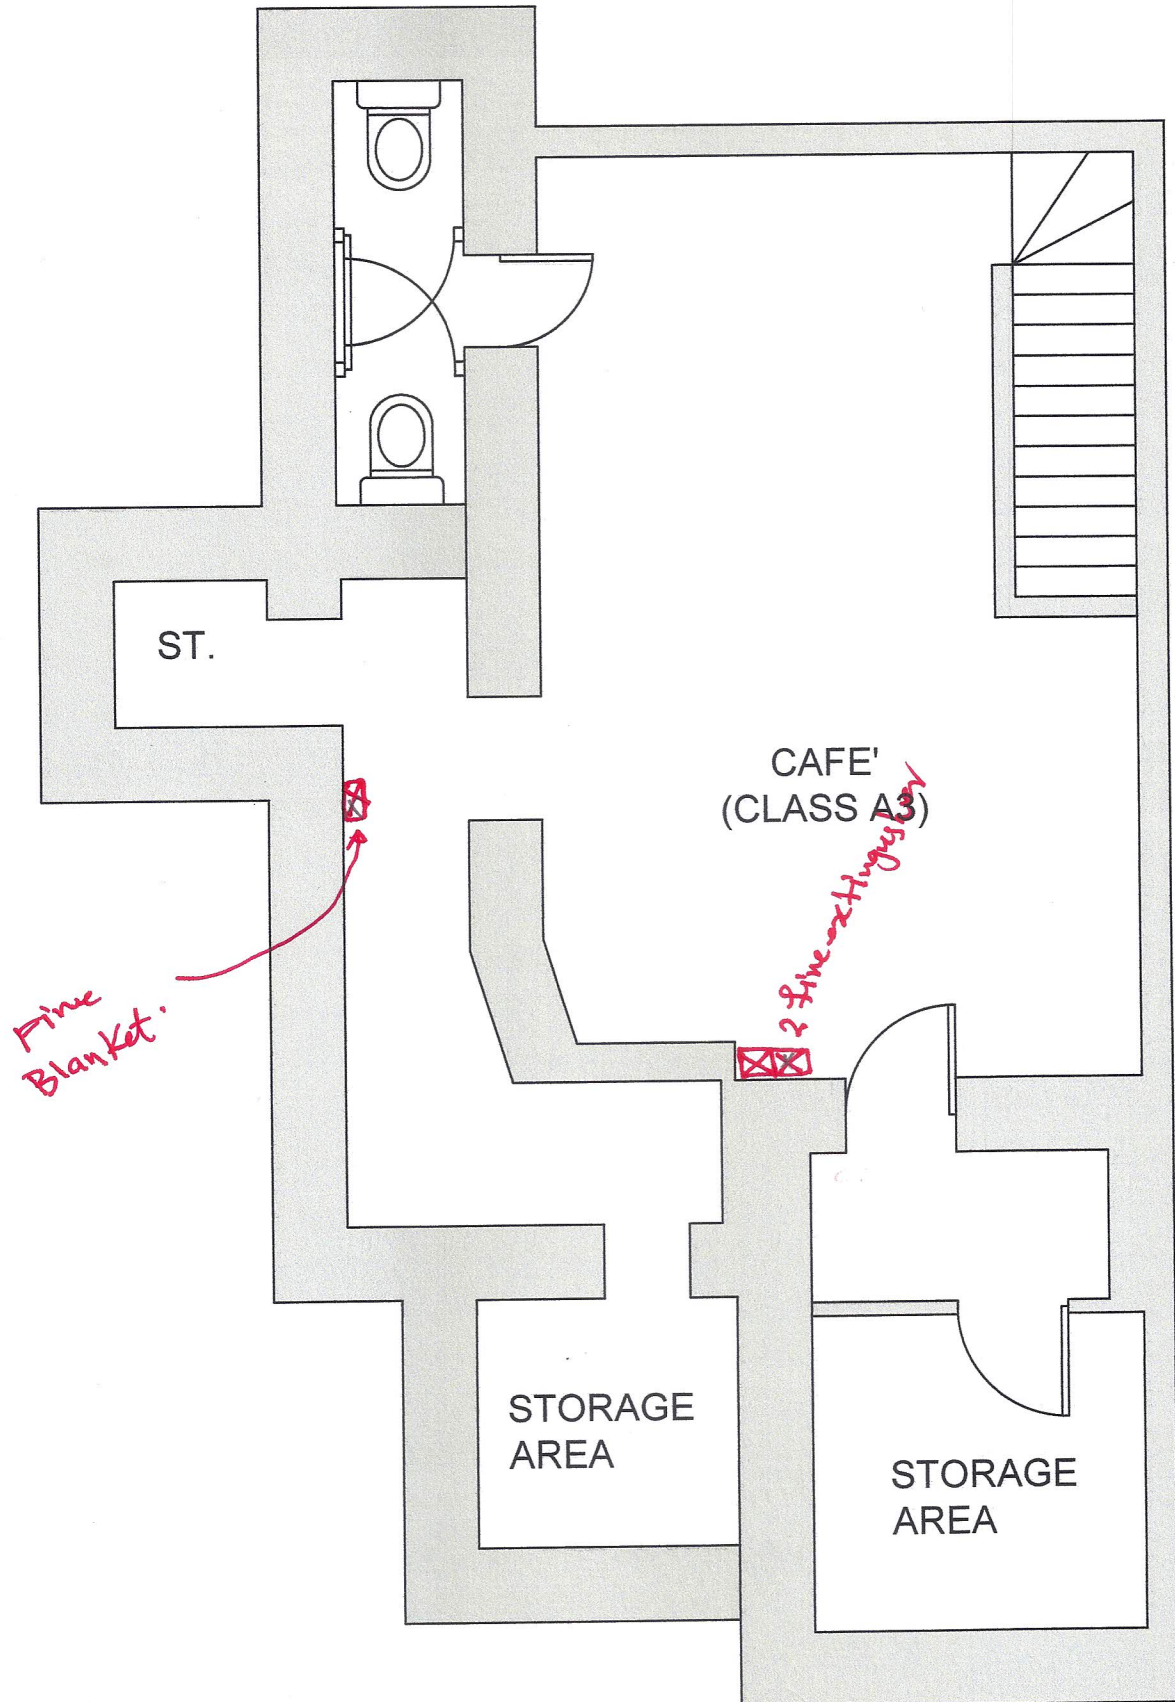 ST.
CAFE'
(CLASS A3)
2 fire extinguisher
Fire
Blanket.
STORAGE
AREA
STORAGE
AREA